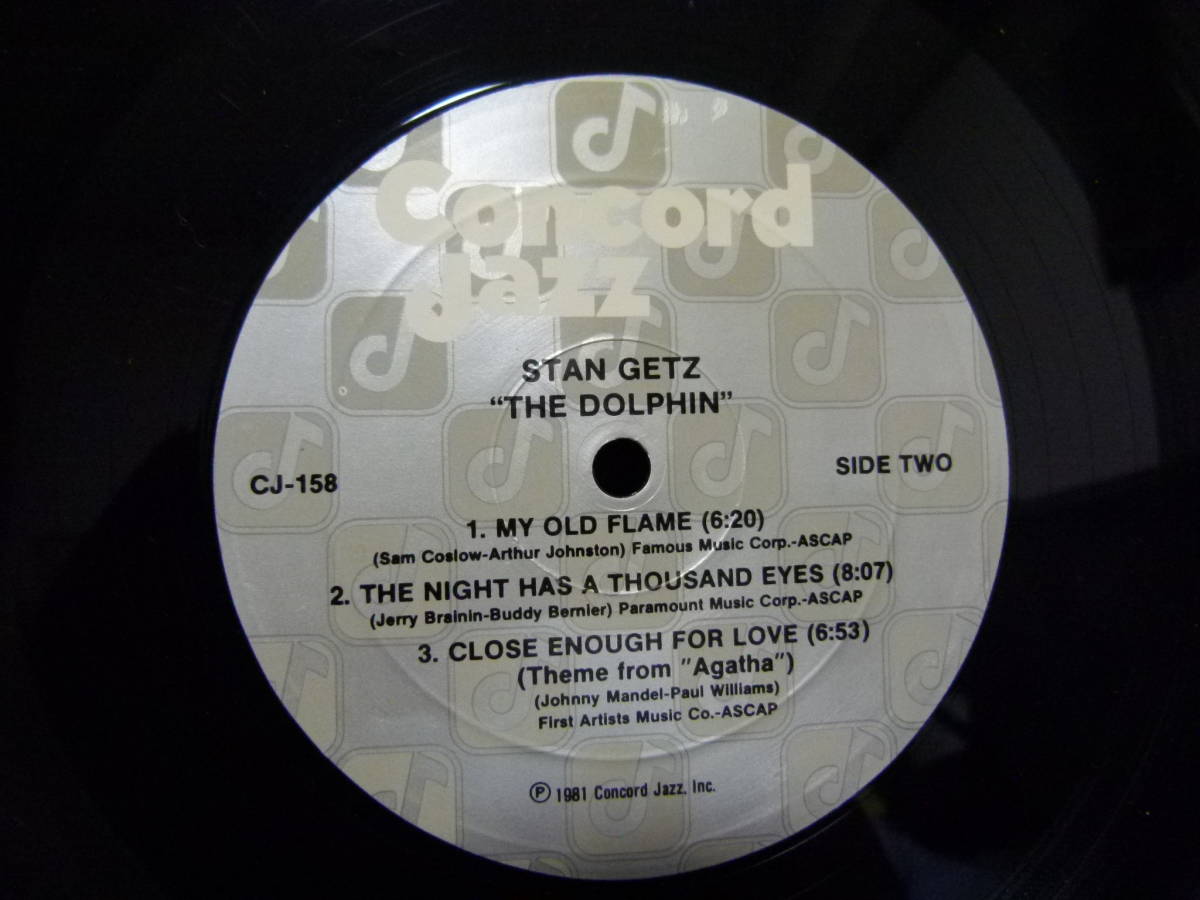 Concord
Jazz
STAN GETZ
“THE DOLPHIN”
CJ-158
SIDE TWO
1. MY OLD FLAME (6:20)
(Sam Coslow-Arthur Johnston) Famous Music Corp.-ASCAP
2. THE NIGHT HAS A THOUSAND EYES (8:07)
(Jerry Brainin-Buddy Bernier) Paramount Music Corp.-ASCAP
3. CLOSE ENOUGH FOR LOVE (6:53)
(Theme from "Agatha")
(Johnny Mandel-Paul Williams)
First Artists Music Co.-ASCAP
℗ 1981 Concord Jazz, Inc.